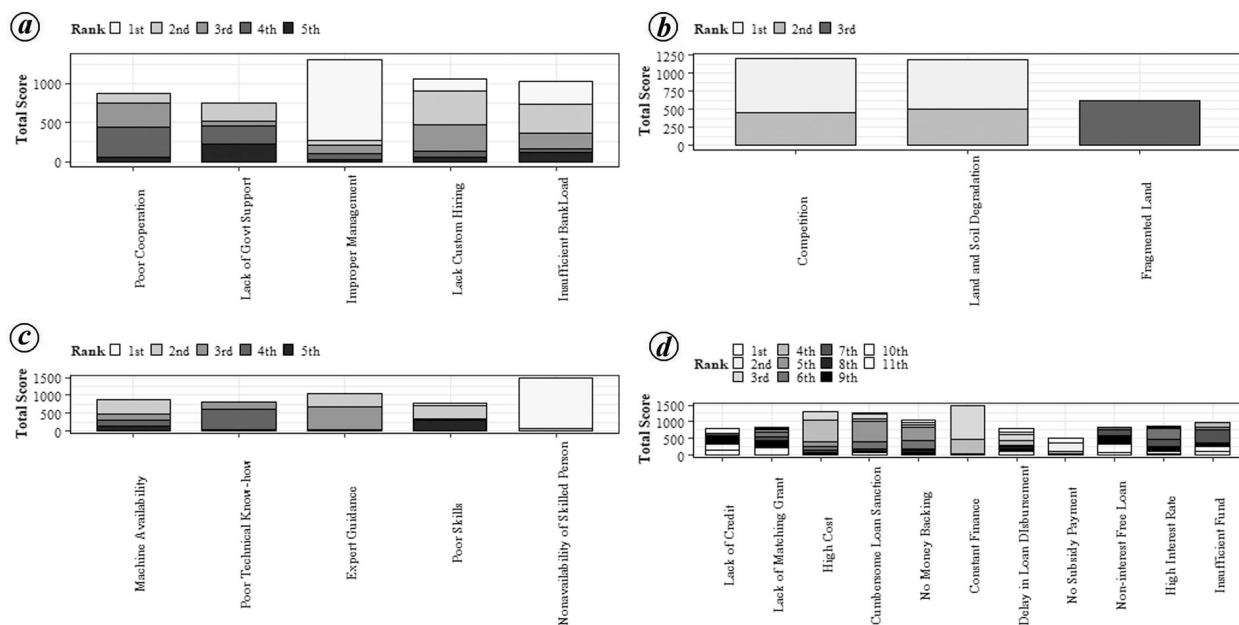 a
Rank 1st 2nd 3rd 4th 5th
Total Score
1000
500
0
Poor Cooperation
Lack of Govt Support
Improper Management
Lack Custom Hiring
Insufficient BankLoad
b
Rank 1st 2nd 3rd
Total Score
1250
1000
750
500
250
0
Competition
Land and Soil Degradation
Fragmented Land
c
Rank 1st 2nd 3rd 4th 5th
Total Score
1500
1000
500
0
Machine Availability
Poor Technical Know-how
Expert Guidance
Poor Skills
Nonavailability of Skilled Person
d
1st 4th 7th 10th
Rank 2nd 5th 8th 11th
3rd 6th 9th
Total Score
1500
1000
500
0
Lack of Credit
Lack of Matching Grant
High Cost
Cumbersome Loan Sanction
No Money Backing
Constant Finance
Delay in Loan DIsbursement
No Subsidy Payment
Non-interest Free Loan
High Interest Rate
Insufficient Fund